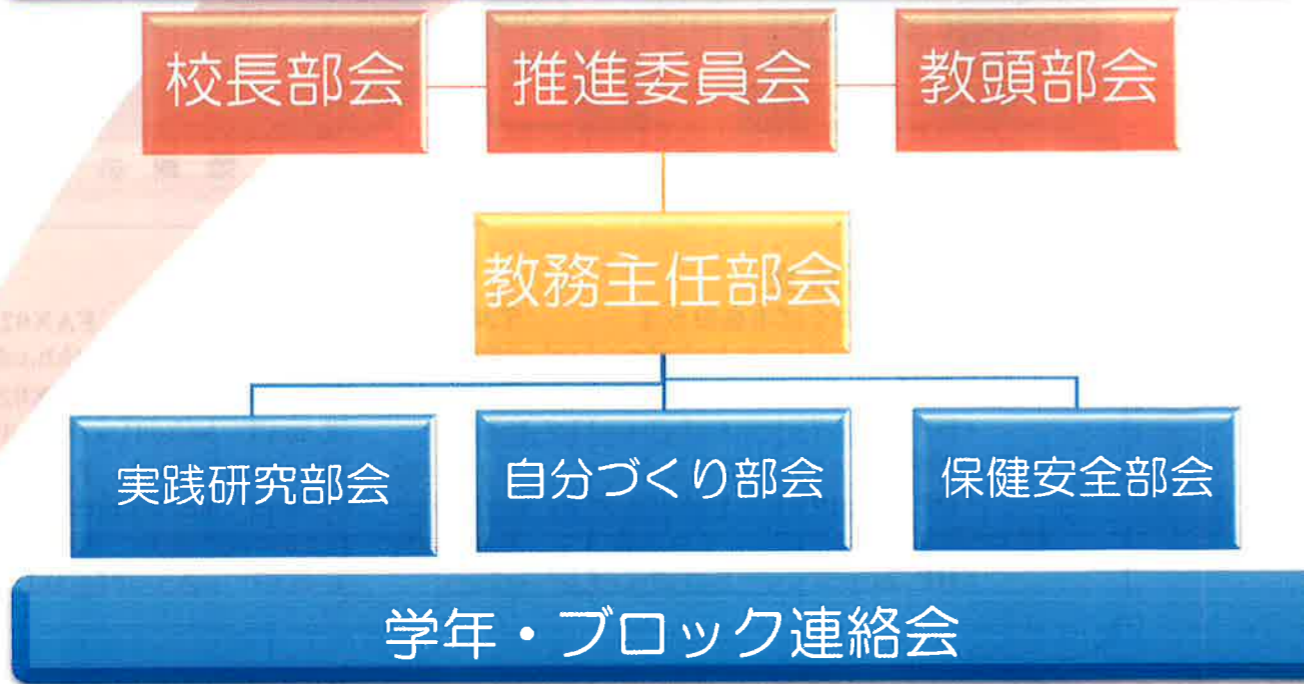 校長部会
推進委員会
教頭部会
教務主任部会
実践研究部会
自分づくり部会
保健安全部会
学年・ブロック連絡会